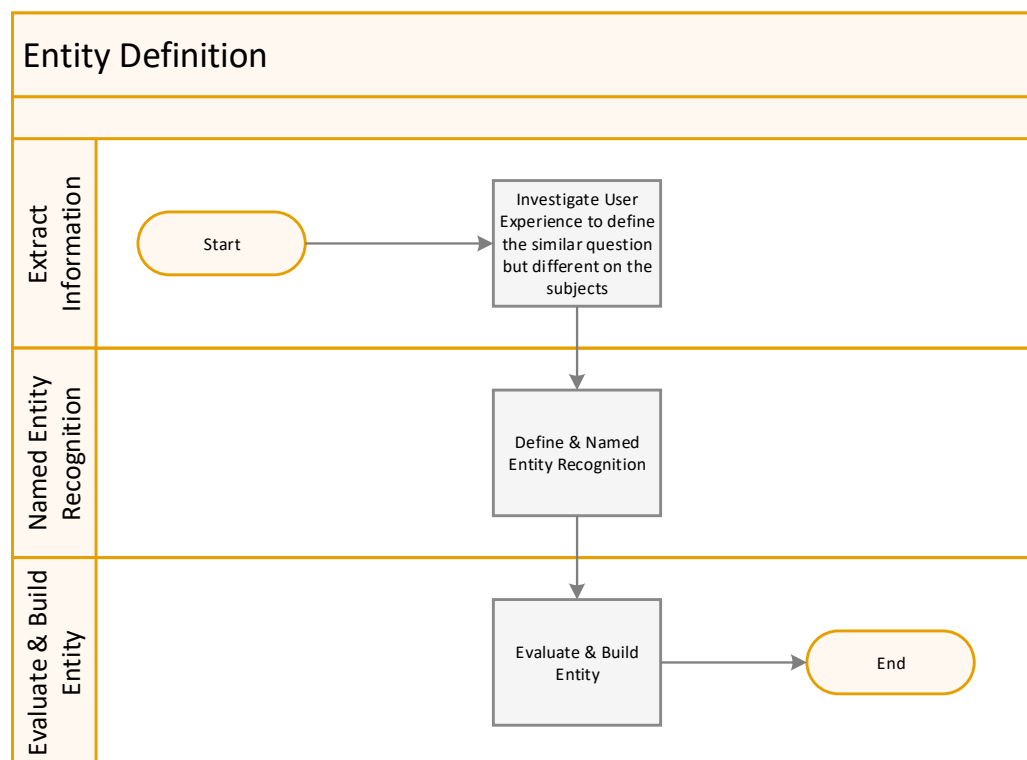 Entity Definition
Extract
Information
Start
Investigate User
Experience to define
the similar question
but different on the
subjects
Named Entity
Recognition
Define & Named
Entity Recognition
Evaluate & Build
Entity
Evaluate & Build
Entity
End